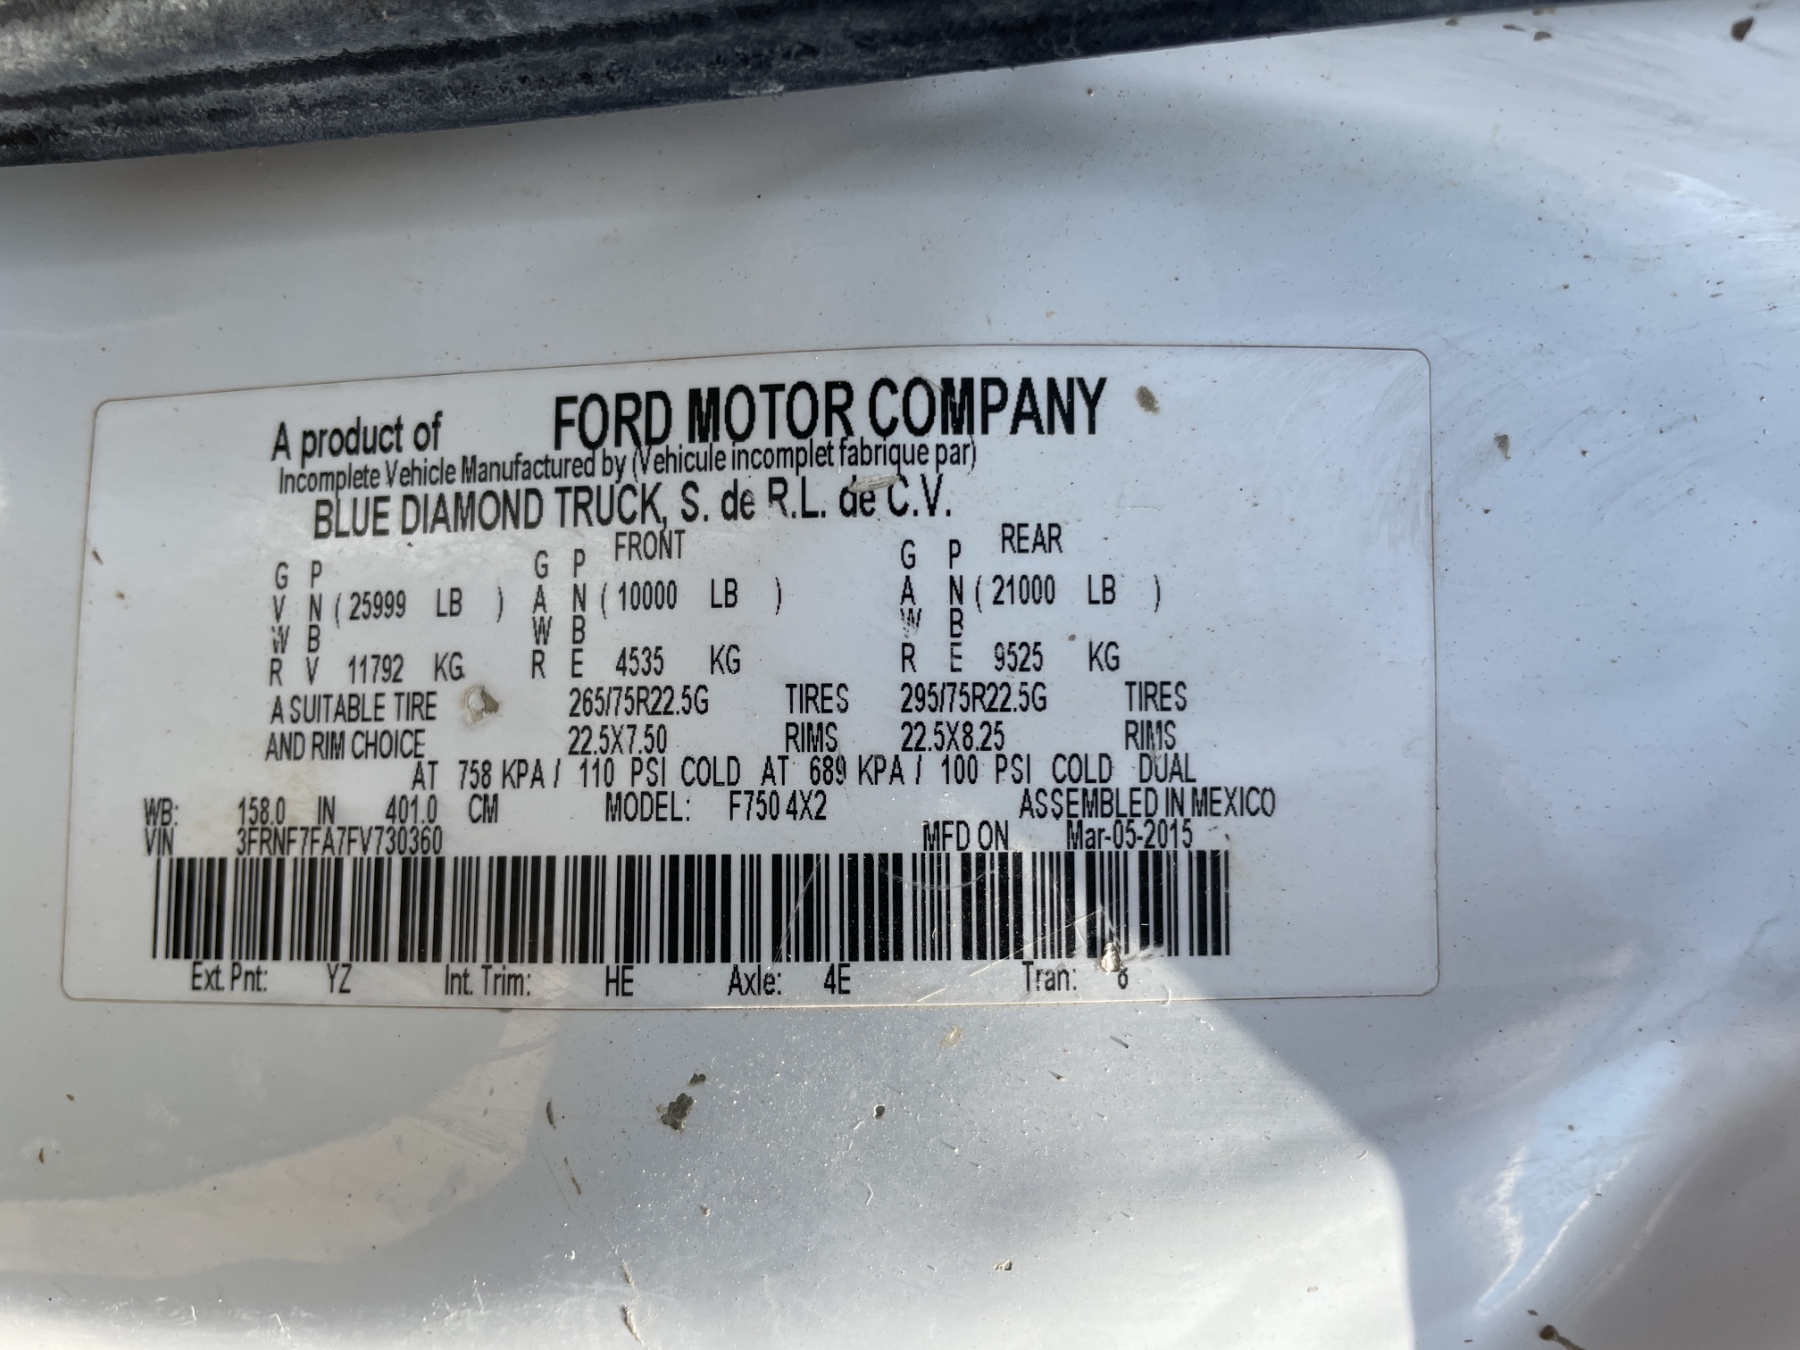 A product of FORD MOTOR COMPANY
Incomplete Vehicle Manufactured by (Vehicule incomplet fabrique par)
BLUE DIAMOND TRUCK, S. de R.L. de C.V.
FRONT REAR
G P G P G P
V N ( 25999 LB ) A N ( 10000 LB ) A N ( 21000 LB )
W B W B W B
R V 11792 KG R E 4535 KG R E 9525 KG
A SUITABLE TIRE 265/75R22.5G TIRES 295/75R22.5G TIRES
AND RIM CHOICE 22.5X7.50 RIMS 22.5X8.25 RIMS
AT 758 KPA / 110 PSI COLD AT 689 KPA / 100 PSI COLD DUAL
WB: 158.0 IN 401.0 CM MODEL: F750 4X2 ASSEMBLED IN MEXICO
VIN 3FRNF7FA7FV730360 MFD ON Mar-05-2015
Ext. Pnt: YZ Int. Trim: HE Axle: 4E Tran: